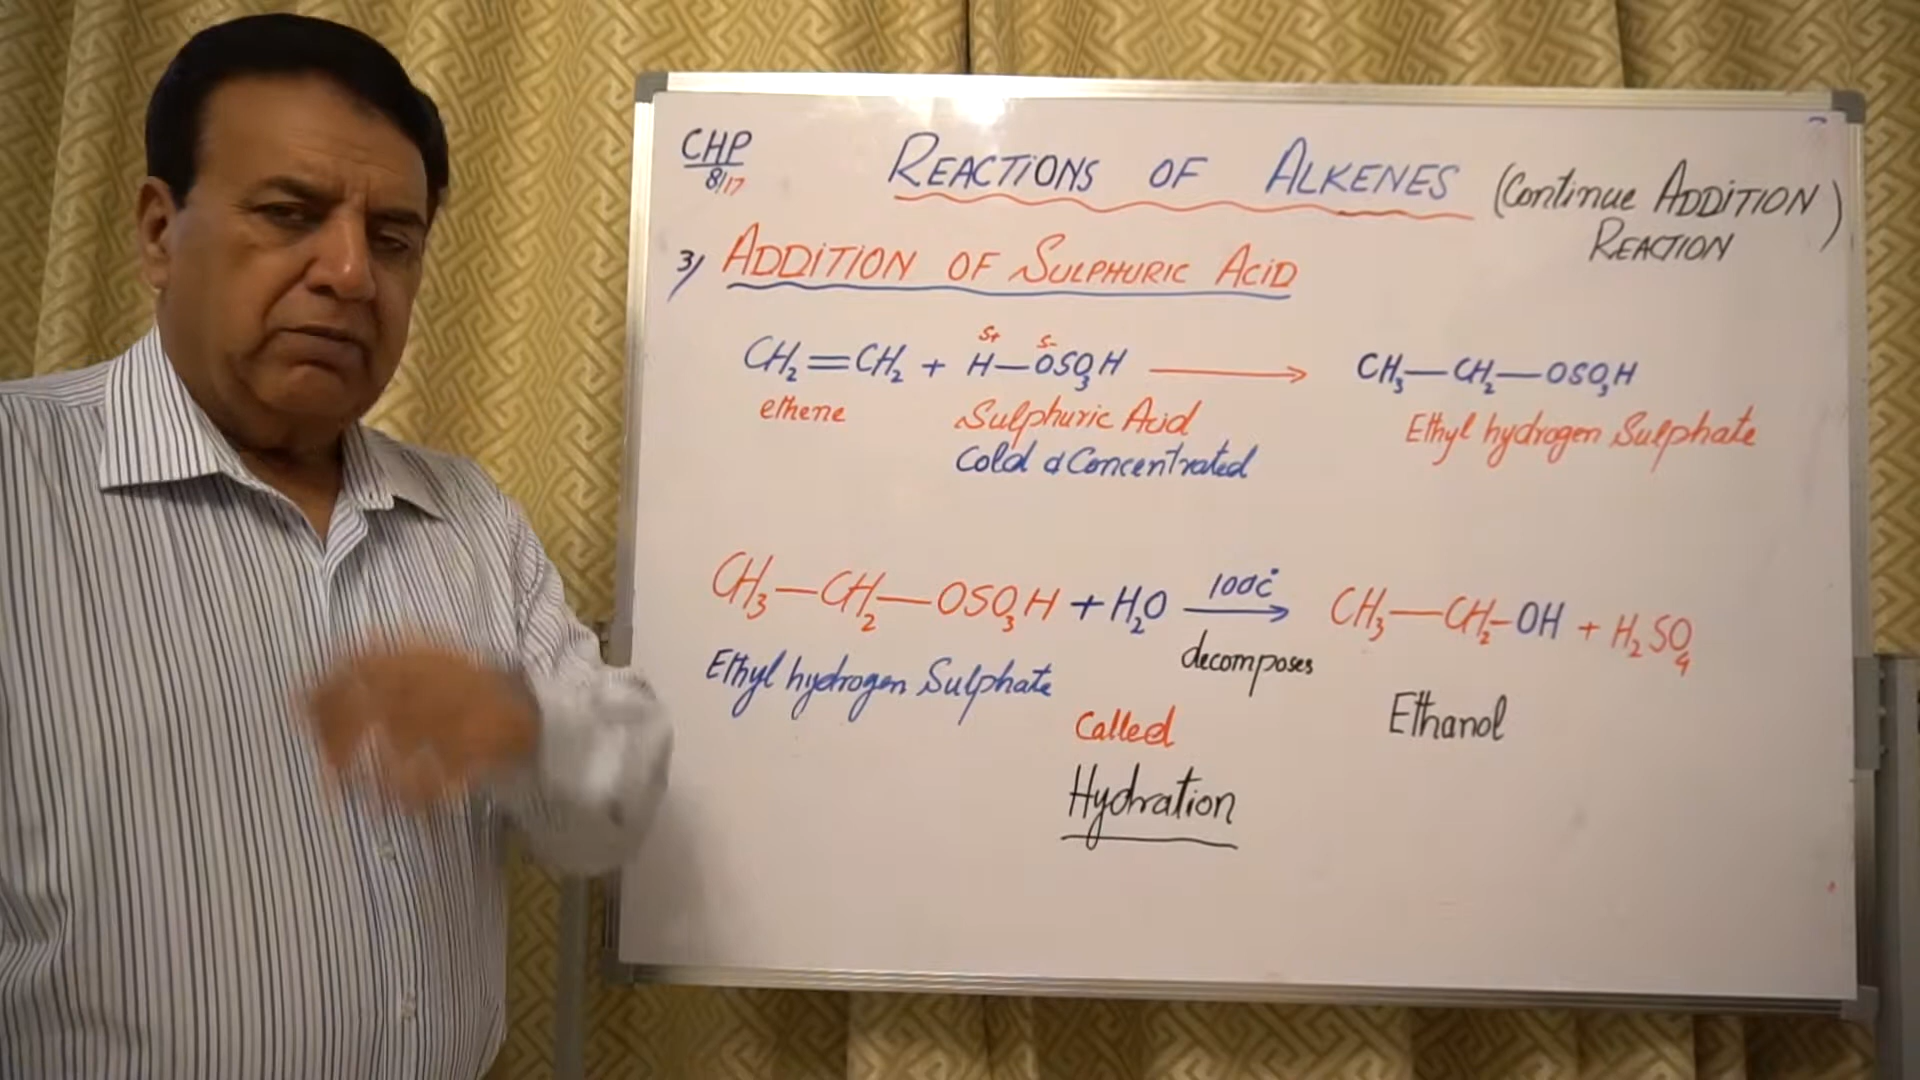 CHP
8/17
REACTIONS OF ALKENES (Continue ADDITION
REACTION)
3) ADDITION OF SULPHURIC ACID
CH₂=CH₂ + H^δ+—O^δ-SO₃H ⟶ CH₃—CH₂—OSO₃H
ethene Sulphuric Acid Ethyl hydrogen Sulphate
Cold & Concentrated
CH₃—CH₂—OSO₃H + H₂O 100°C ⟶ CH₃—CH₂-OH + H₂SO₄
decomposes
Ethyl hydrogen Sulphate
Called Ethanol
Hydration